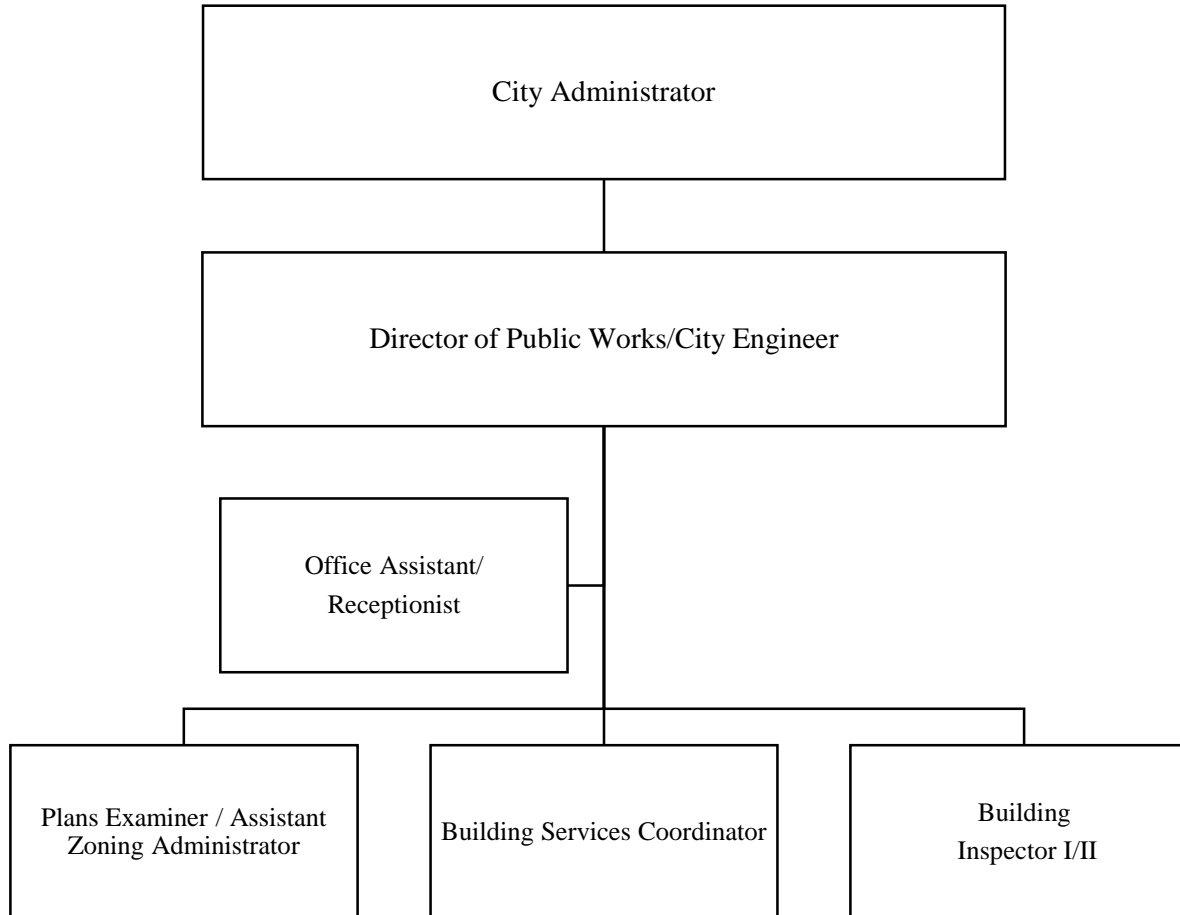 City Administrator
Director of Public Works/City Engineer
Office Assistant/
Receptionist
Plans Examiner / Assistant
Zoning Administrator
Building Services Coordinator
Building
Inspector I/II